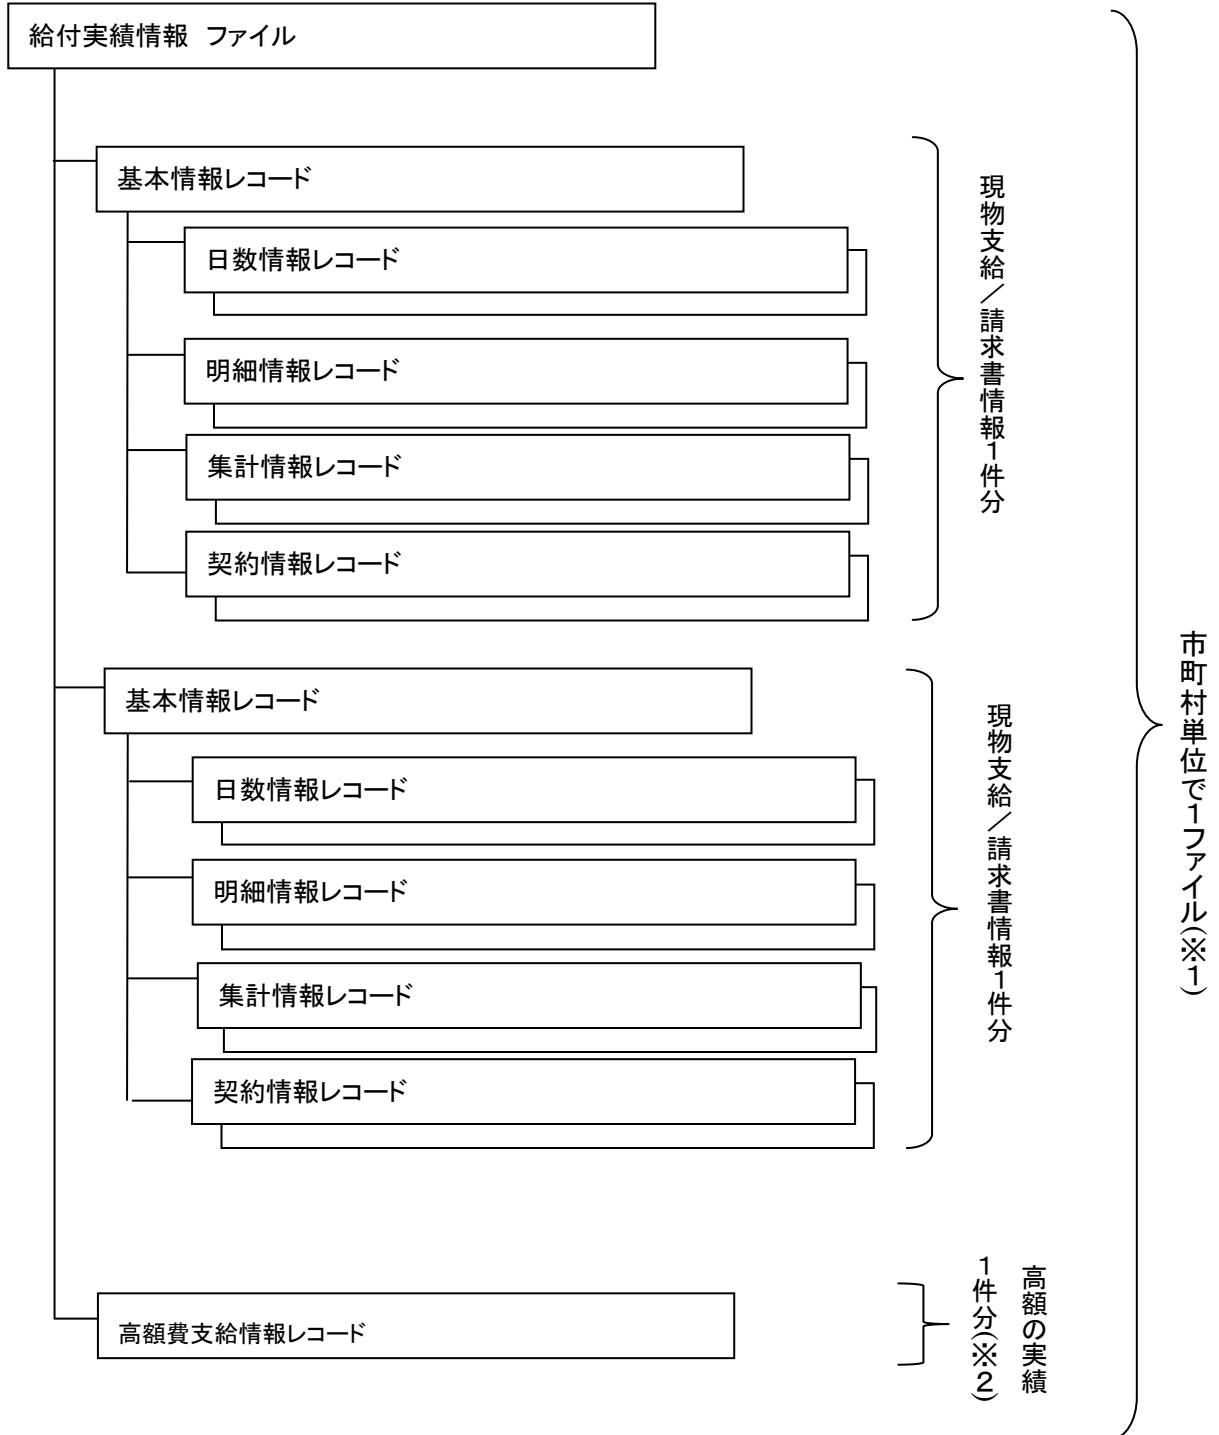 給付実績情報　ファイル
基本情報レコード
日数情報レコード
明細情報レコード
集計情報レコード
契約情報レコード
現物支給／請求書情報１件分
基本情報レコード
日数情報レコード
明細情報レコード
集計情報レコード
契約情報レコード
現物支給／請求書情報１件分
高額費支給情報レコード
高額の実績
１件分(※２)
市町村単位で１ファイル(※１)